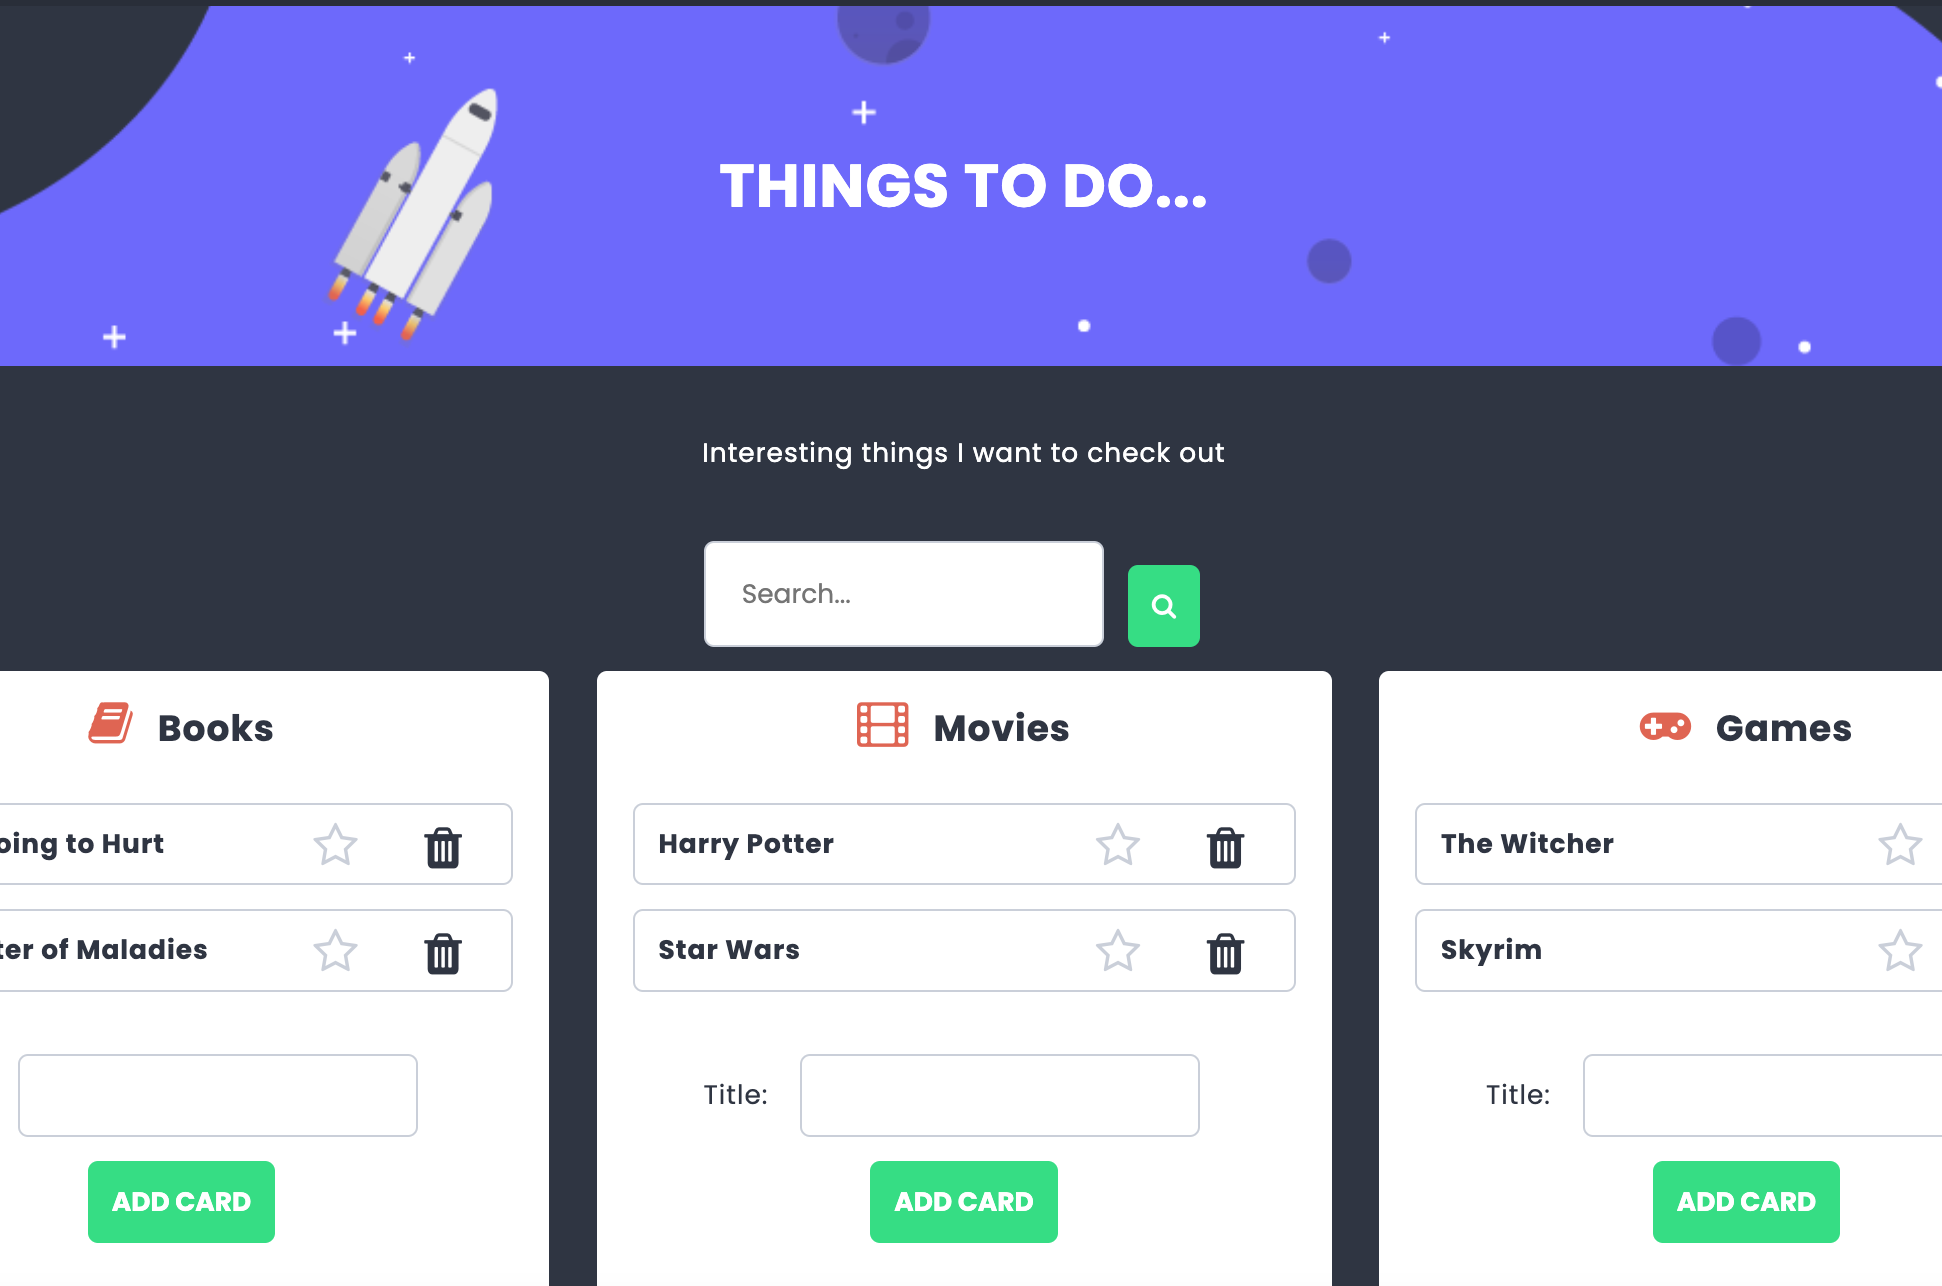 THINGS TO DO...
Interesting things I want to check out
Search...
Books
oing to Hurt
ter of Maladies
ADD CARD
Movies
Harry Potter
Star Wars
Title:
ADD CARD
Games
The Witcher
Skyrim
Title:
ADD CARD